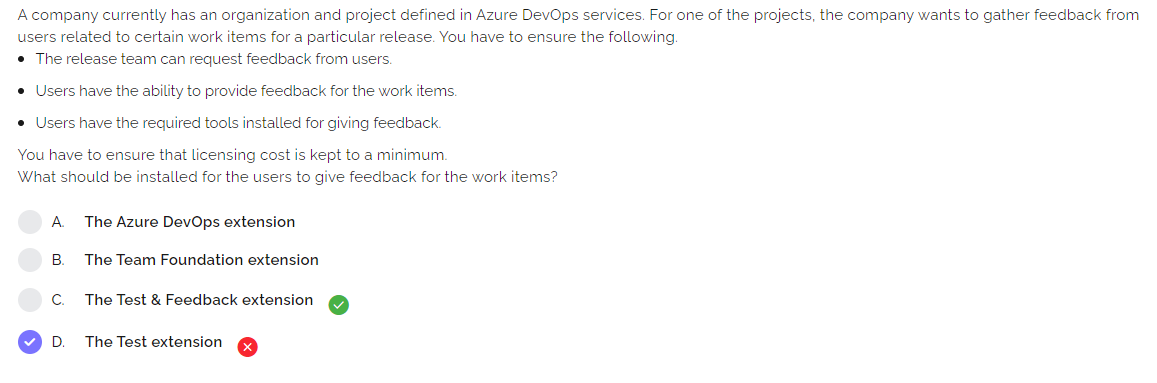 A company currently has an organization and project defined in Azure DevOps services. For one of the projects, the company wants to gather feedback from
users related to certain work items for a particular release. You have to ensure the following.
• The release team can request feedback from users.
• Users have the ability to provide feedback for the work items.
• Users have the required tools installed for giving feedback.
You have to ensure that licensing cost is kept to a minimum.
What should be installed for the users to give feedback for the work items?
A. The Azure DevOps extension
B. The Team Foundation extension
C. The Test & Feedback extension
D. The Test extension